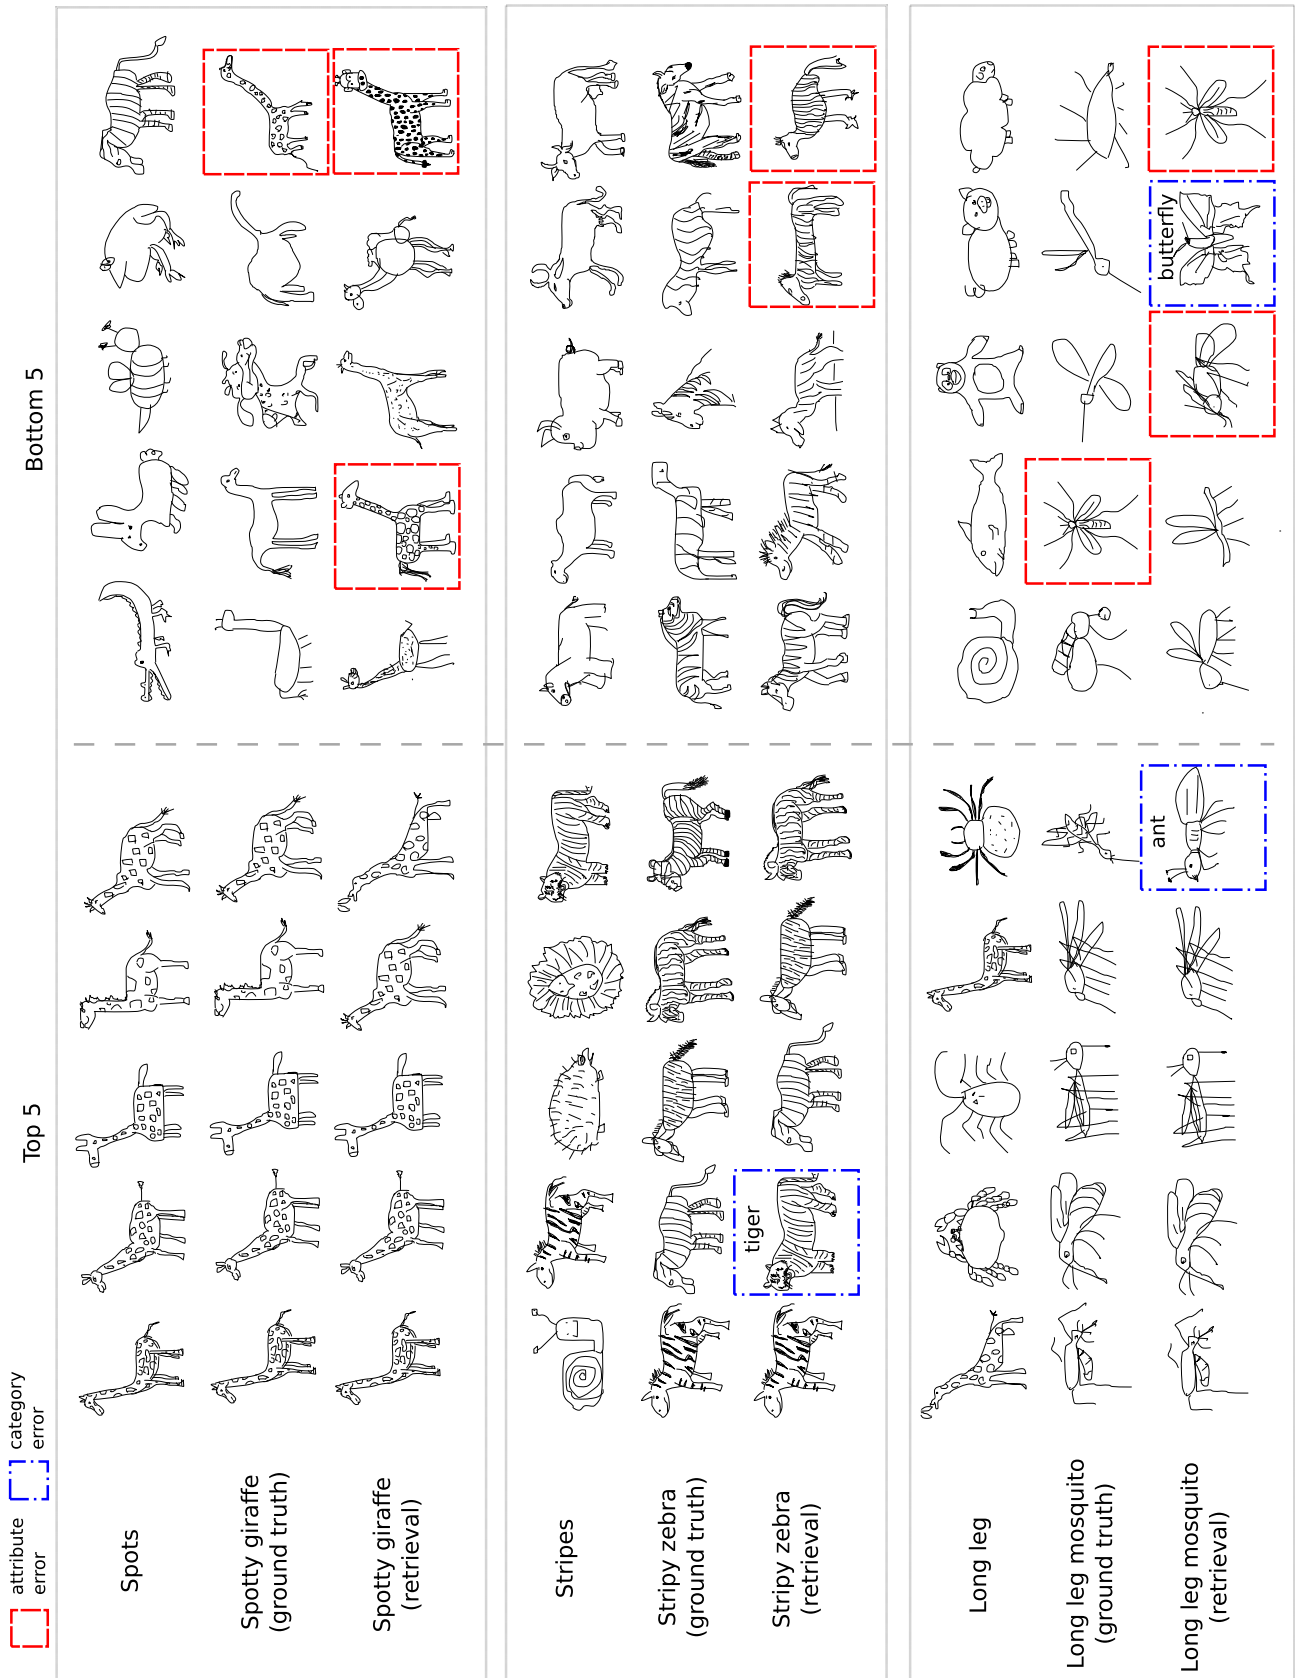 attribute
error
category
error
Top 5
Bottom 5
Spots
Spotty giraffe
(ground truth)
Spotty giraffe
(retrieval)
Stripes
Stripy zebra
(ground truth)
Stripy zebra
(retrieval)
tiger
Long leg
Long leg mosquito
(ground truth)
Long leg mosquito
(retrieval)
ant
butterfly